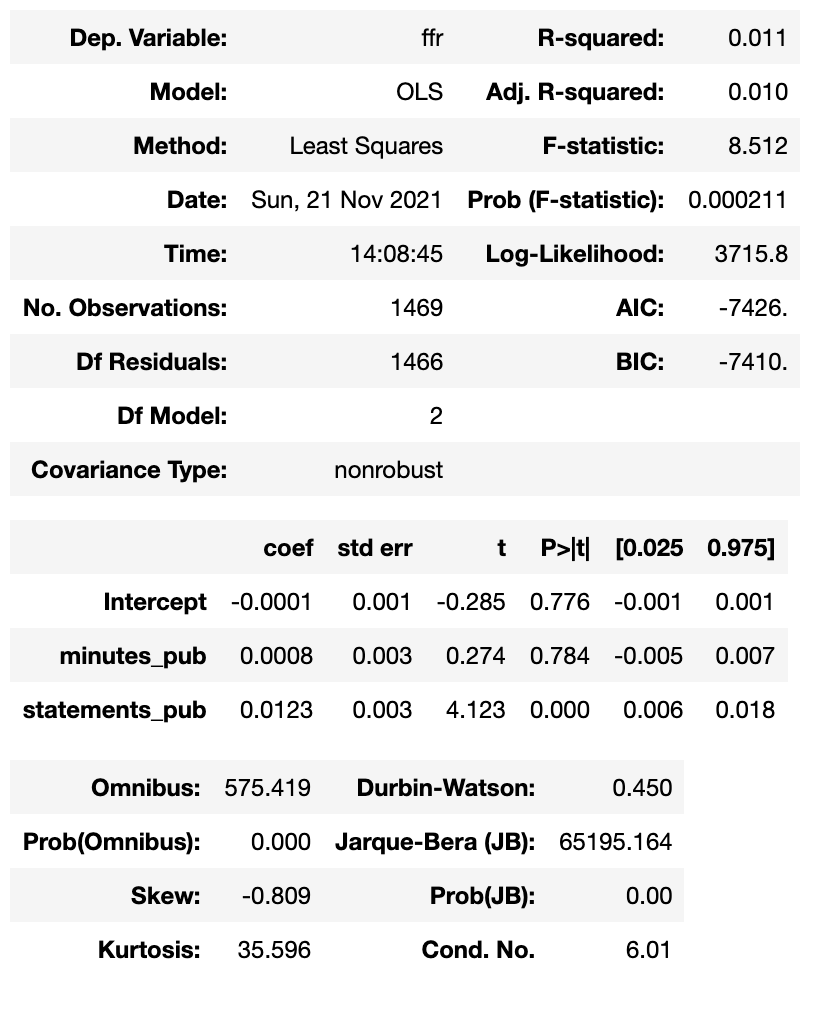 Dep. Variable: ffr R-squared: 0.011
Model: OLS Adj. R-squared: 0.010
Method: Least Squares F-statistic: 8.512
Date: Sun, 21 Nov 2021 Prob (F-statistic): 0.000211
Time: 14:08:45 Log-Likelihood: 3715.8
No. Observations: 1469 AIC: -7426.
Df Residuals: 1466 BIC: -7410.
Df Model: 2
Covariance Type: nonrobust
coef std err t P>|t| [0.025 0.975]
Intercept -0.0001 0.001 -0.285 0.776 -0.001 0.001
minutes_pub 0.0008 0.003 0.274 0.784 -0.005 0.007
statements_pub 0.0123 0.003 4.123 0.000 0.006 0.018
Omnibus: 575.419 Durbin-Watson: 0.450
Prob(Omnibus): 0.000 Jarque-Bera (JB): 65195.164
Skew: -0.809 Prob(JB): 0.00
Kurtosis: 35.596 Cond. No. 6.01